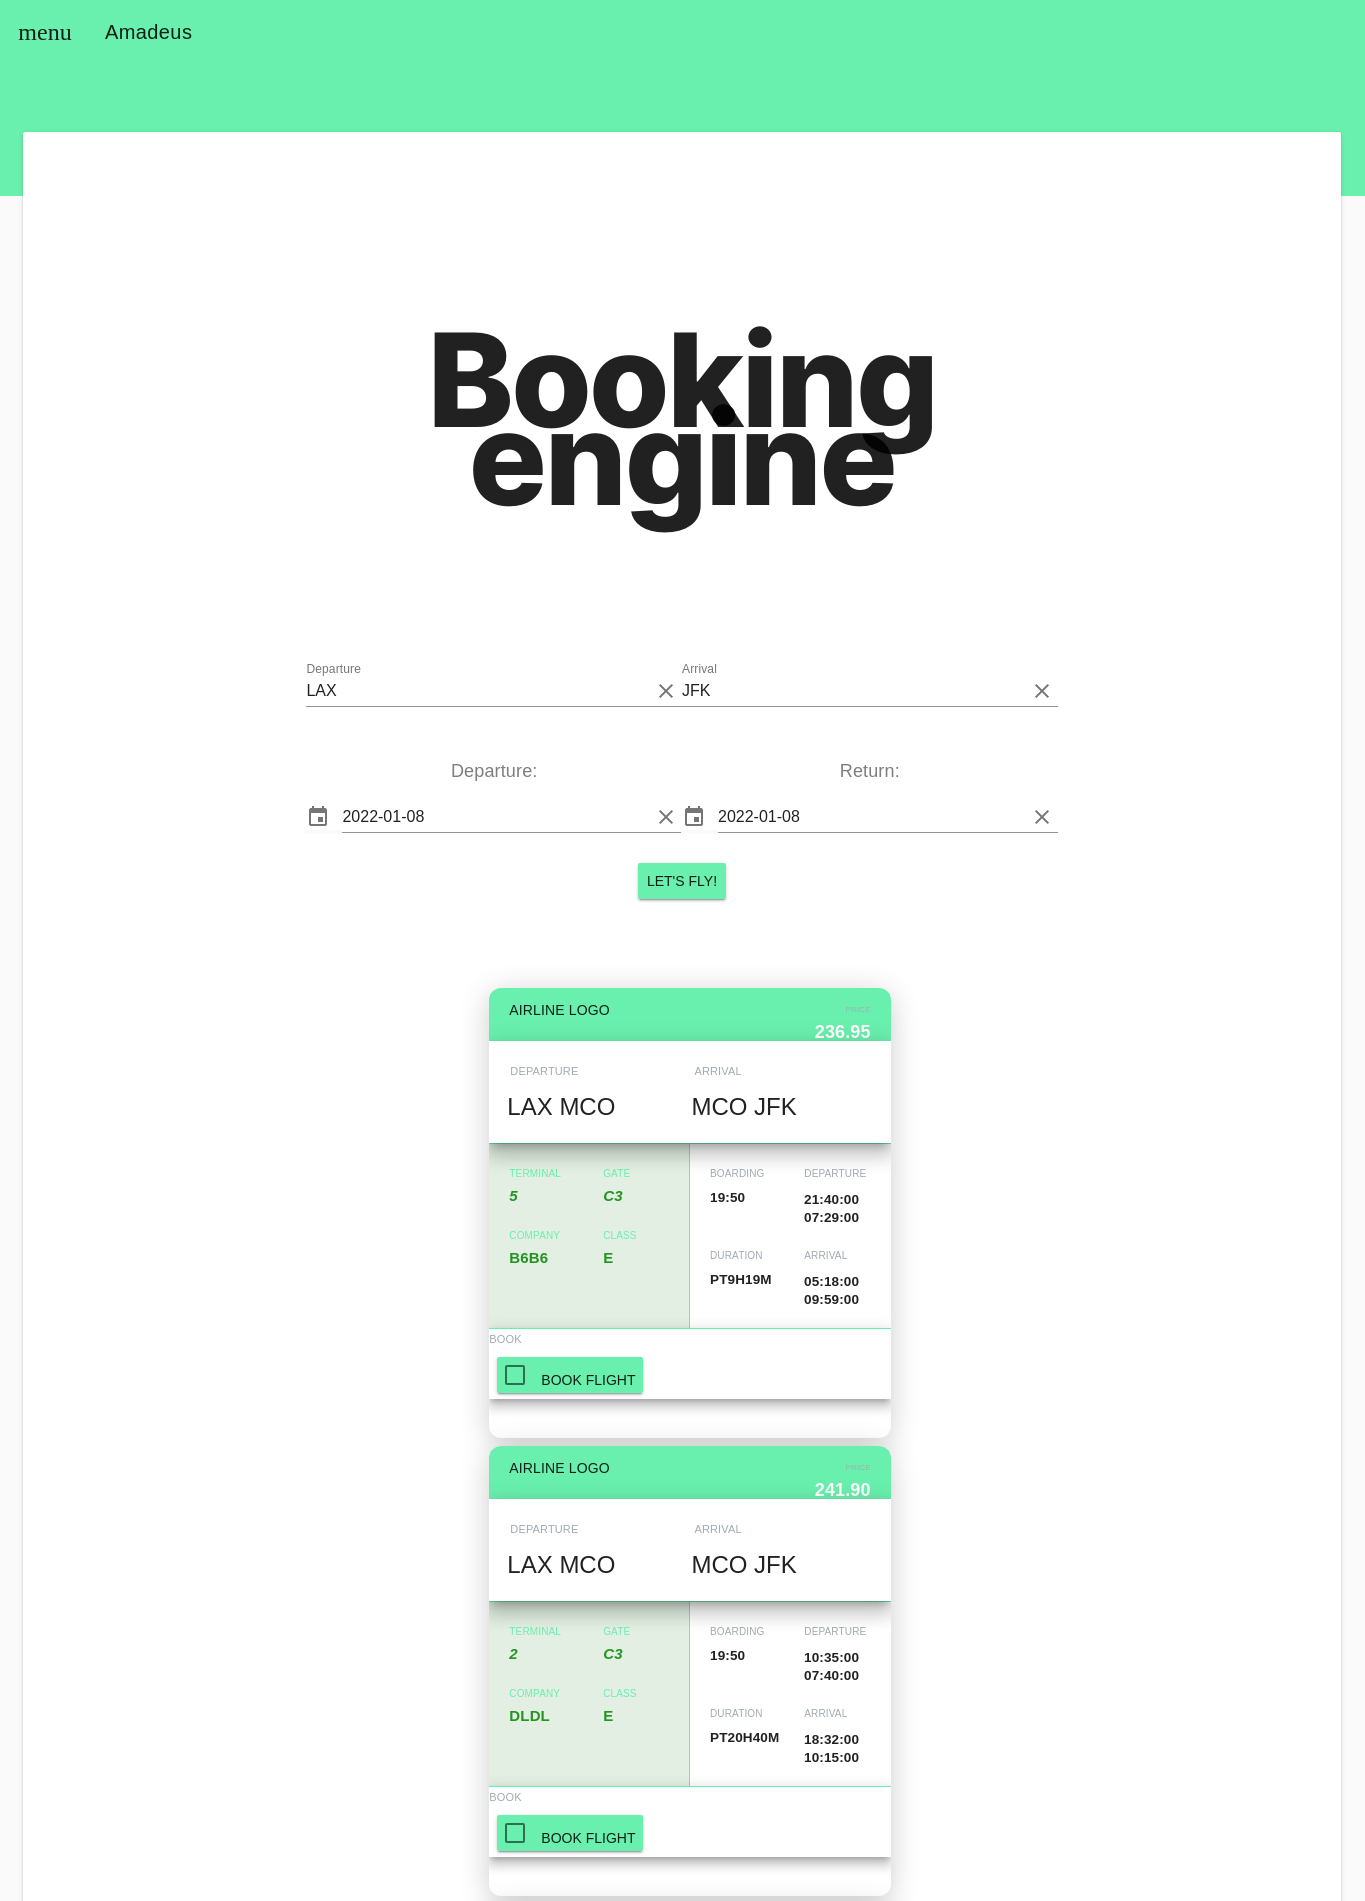 menu Amadeus
Booking
engine
Departure Arrival
LAX JFK
Departure: Return:
2022-01-08 2022-01-08
LET'S FLY!
AIRLINE LOGO PRICE
236.95
DEPARTURE ARRIVAL
LAX MCO MCO JFK
TERMINAL GATE BOARDING DEPARTURE
5 C3 19:50 21:40:00
07:29:00
COMPANY CLASS DURATION ARRIVAL
B6B6 E PT9H19M 05:18:00
09:59:00
BOOK
BOOK FLIGHT
AIRLINE LOGO PRICE
241.90
DEPARTURE ARRIVAL
LAX MCO MCO JFK
TERMINAL GATE BOARDING DEPARTURE
2 C3 19:50 10:35:00
07:40:00
COMPANY CLASS DURATION ARRIVAL
DLDL E PT20H40M 18:32:00
10:15:00
BOOK
BOOK FLIGHT